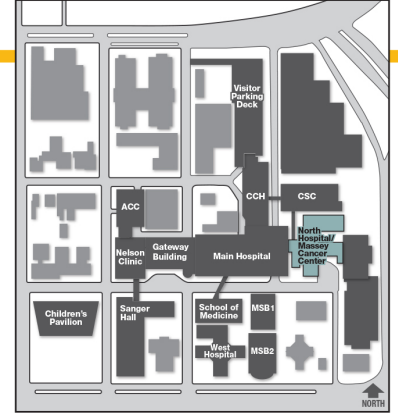 Visitor
Parking
Deck
CCH
CSC
ACC
North
Hospital/
Massey
Cancer
Center
Nelson
Clinic
Gateway
Building
Main Hospital
Children's
Pavilion
Sanger
Hall
School of
Medicine
MSB1
West
Hospital
MSB2
NORTH